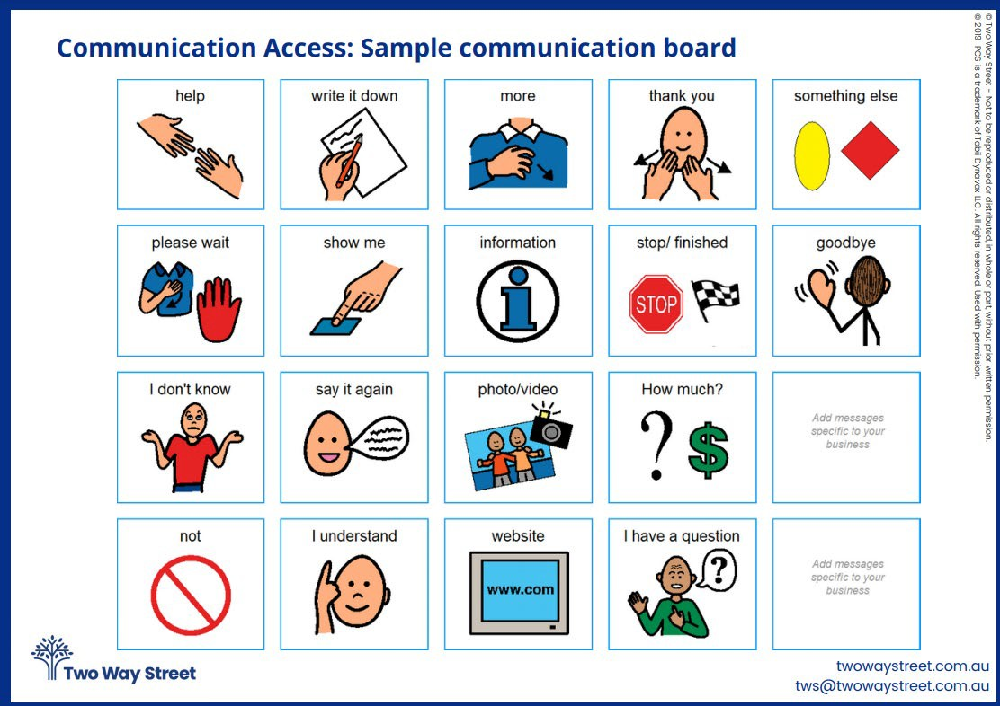 Communication Access: Sample communication board
help
write it down
more
thank you
something else
please wait
show me
information
stop/ finished
STOP
goodbye
I don't know
say it again
photo/video
How much?
?
$
Add messages
specific to your
business
not
I understand
website
www.com
I have a question
?
Add messages
specific to your
business
Two Way Street
twowaystreet.com.au
tws@twowaystreet.com.au
© Two Way Street - Not to be reproduced or distributed, in whole or part, without prior written permission.
© 2019 PCS is a trademark of Tobii Dynavox LLC. All rights reserved. Used with permission.